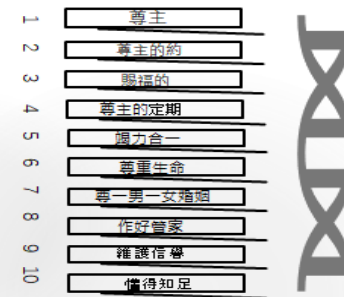 1 尊主
2 尊主的約
3 賜福的
4 尊主的定期
5 竭力合一
6 尊重生命
7 尊一男一女婚姻
8 作好管家
9 維護信譽
10 懂得知足